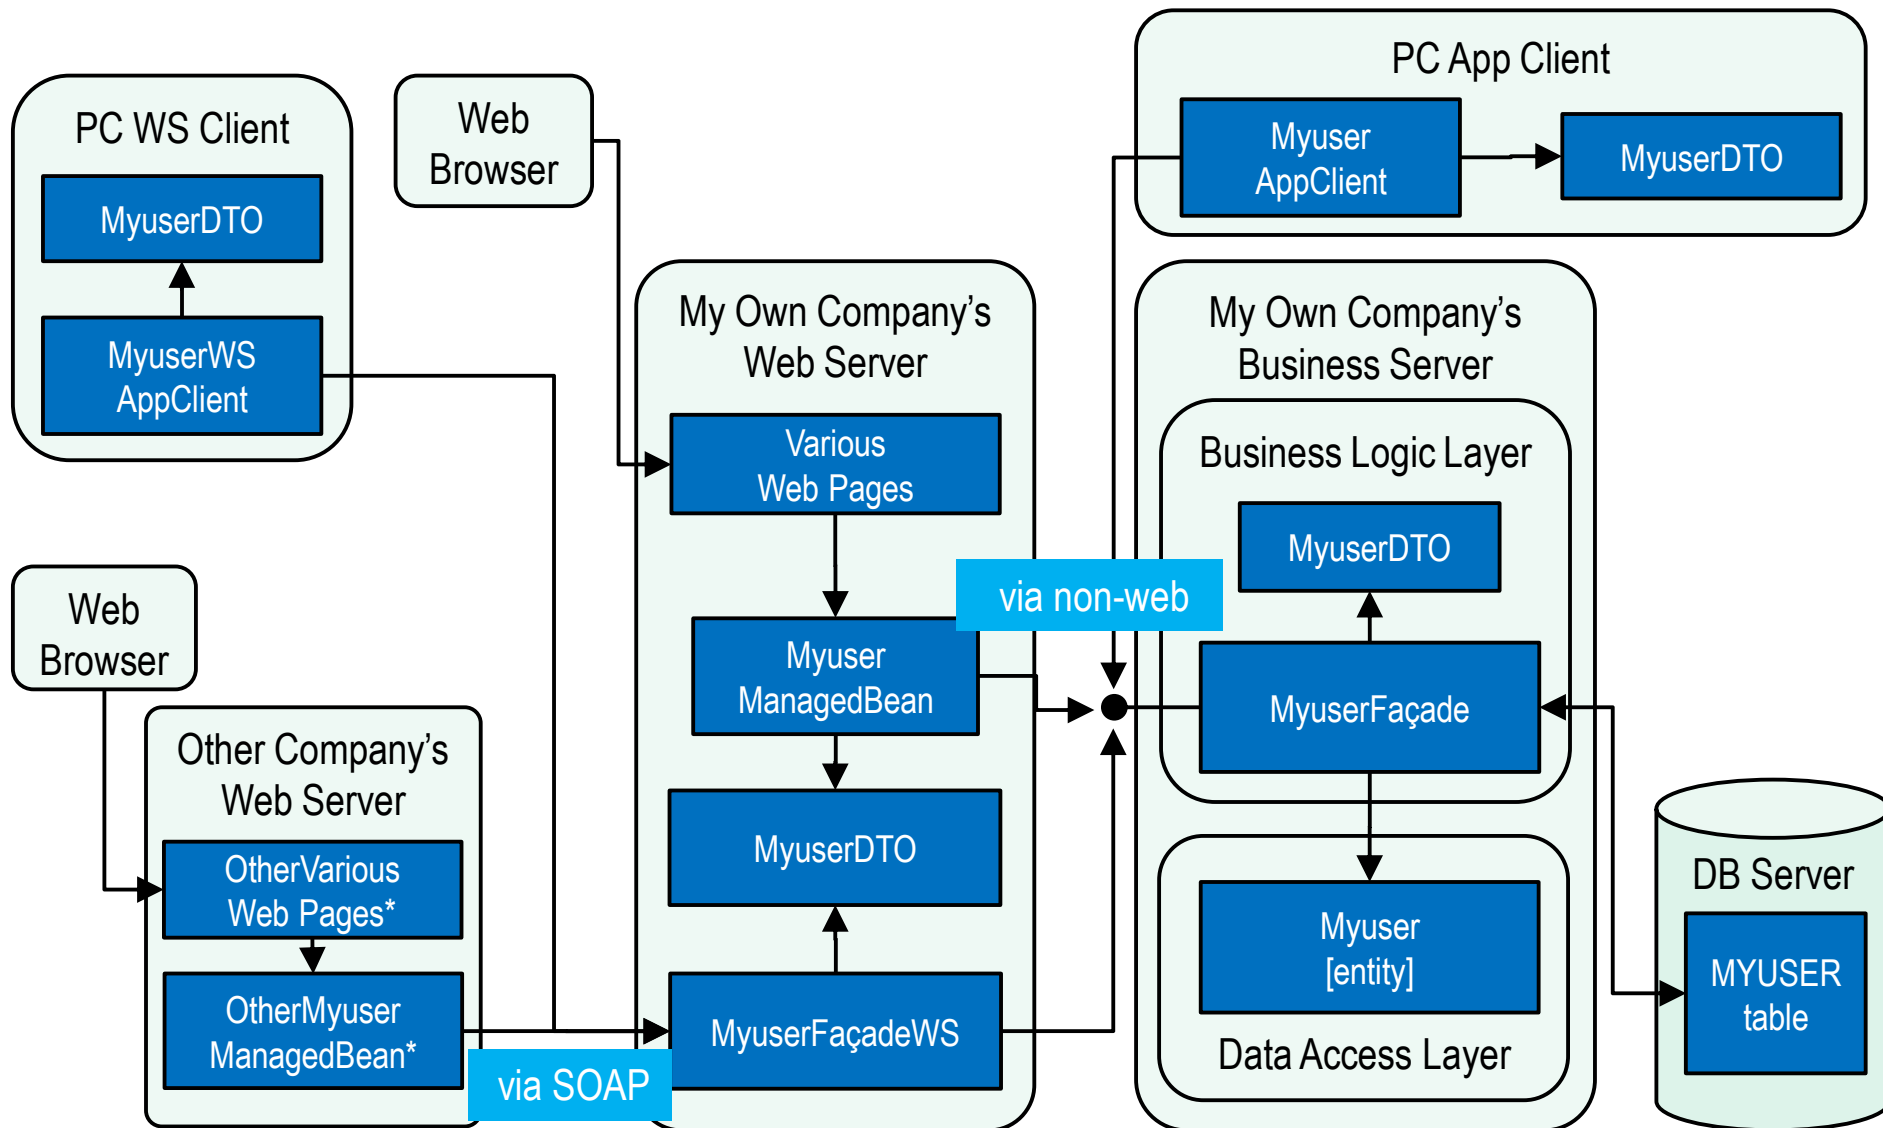 PC App Client
Myuser
AppClient
MyuserDTO
PC WS Client
MyuserDTO
MyuserWS
AppClient
Web
Browser
My Own Company’s
Web Server
Various
Web Pages
Myuser
ManagedBean
MyuserDTO
MyuserFaçadeWS
via non-web
My Own Company’s
Business Server
Business Logic Layer
MyuserDTO
MyuserFaçade
Myuser
[entity]
Data Access Layer
Web
Browser
Other Company’s
Web Server
OtherVarious
Web Pages*
OtherMyuser
ManagedBean*
via SOAP
DB Server
MYUSER
table